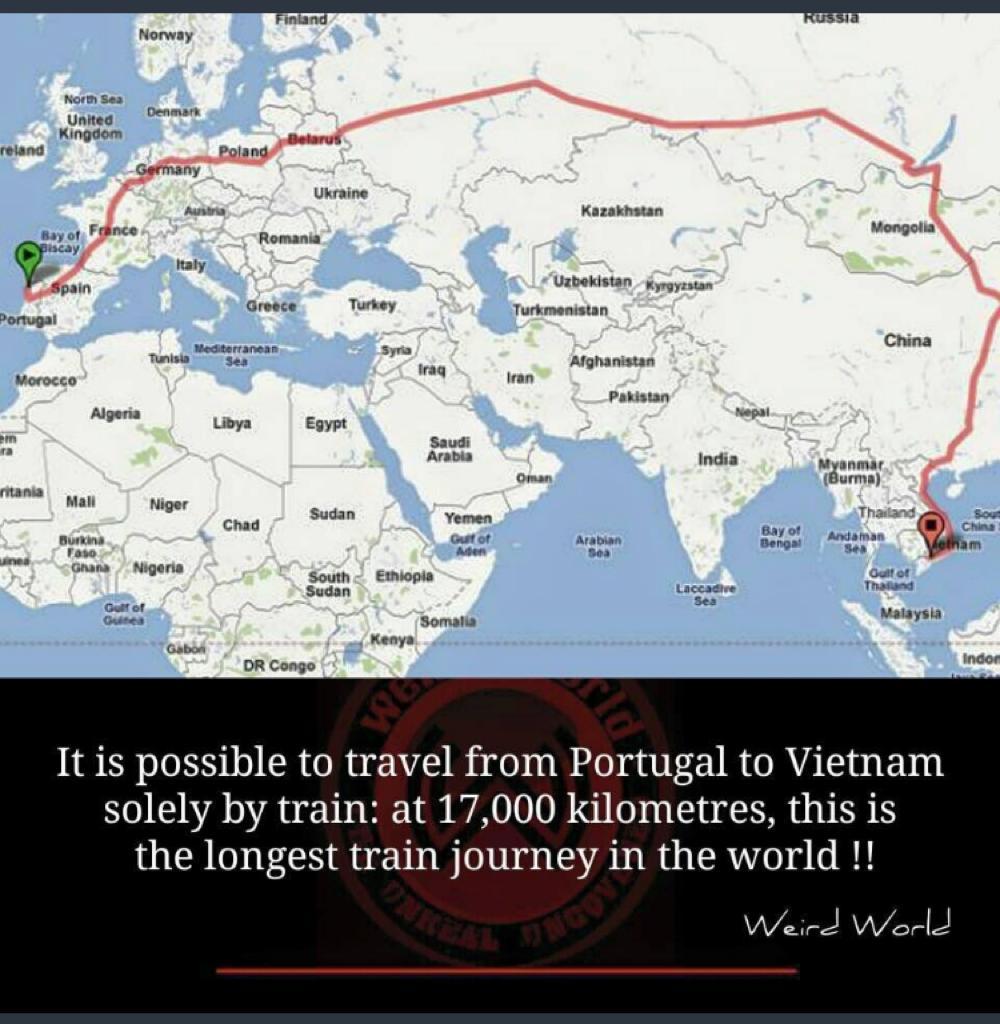 Finland
Russia
Norway
North Sea
United
Kingdom
Denmark
reland
Belarus
Poland
Germany
Ukraine
Austria
Kazakhstan
France
Bay of
Biscay
Romania
Mongolia
Italy
Uzbekistan
Kyrgyzstan
Spain
Greece
Turkey
Turkmenistan
Portugal
China
Tunisia
Mediterranean
Sea
Syria
Iraq
Afghanistan
Morocco
Iran
Pakistan
Algeria
Libya
Egypt
Nepal
em
ra
Saudi
Arabia
India
Myanmar
(Burma)
Oman
ritania
Mali
Niger
Chad
Sudan
Yemen
Thailand
Sout
China
Gulf of
Aden
Arabian
Sea
Bay of
Bengal
Andaman
Sea
Vietnam
Burkina
Faso
uinea
Ghana
Nigeria
South
Sudan
Ethiopia
Gulf of
Thailand
Laccadive
Sea
Gulf of
Guinea
Somalia
Malaysia
Gabon
Kenya
DR Congo
Indon
It is possible to travel from Portugal to Vietnam
solely by train: at 17,000 kilometres, this is
the longest train journey in the world !!
Weird World